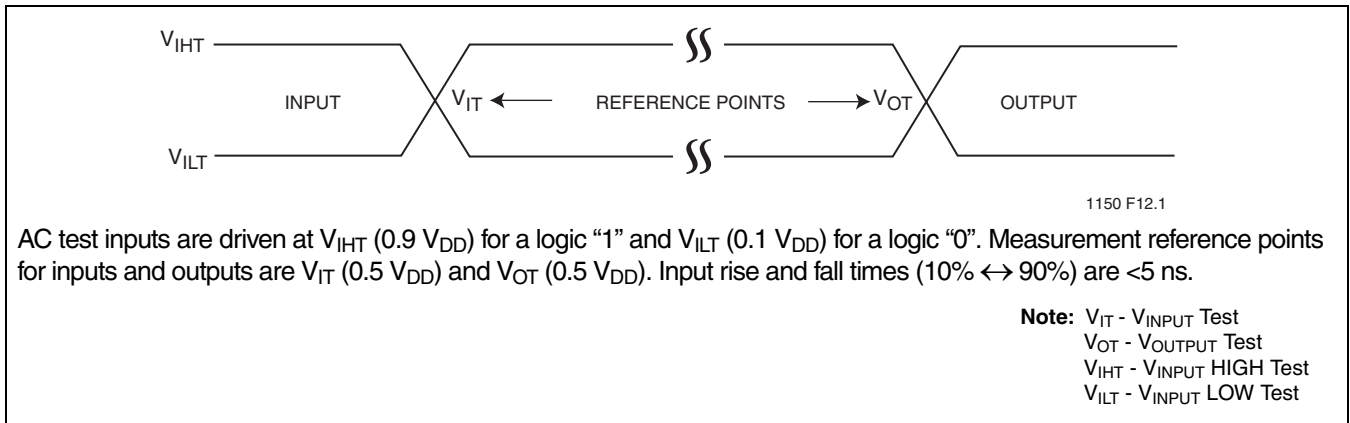 VIHT
INPUT VIT REFERENCE POINTS VOT OUTPUT
VILT
1150 F12.1
AC test inputs are driven at VIHT (0.9 VDD) for a logic “1” and VILT (0.1 VDD) for a logic “0”. Measurement reference points
for inputs and outputs are VIT (0.5 VDD) and VOT (0.5 VDD). Input rise and fall times (10% ↔ 90%) are <5 ns.
Note: VIT - VINPUT Test
VOT - VOUTPUT Test
VIHT - VINPUT HIGH Test
VILT - VINPUT LOW Test